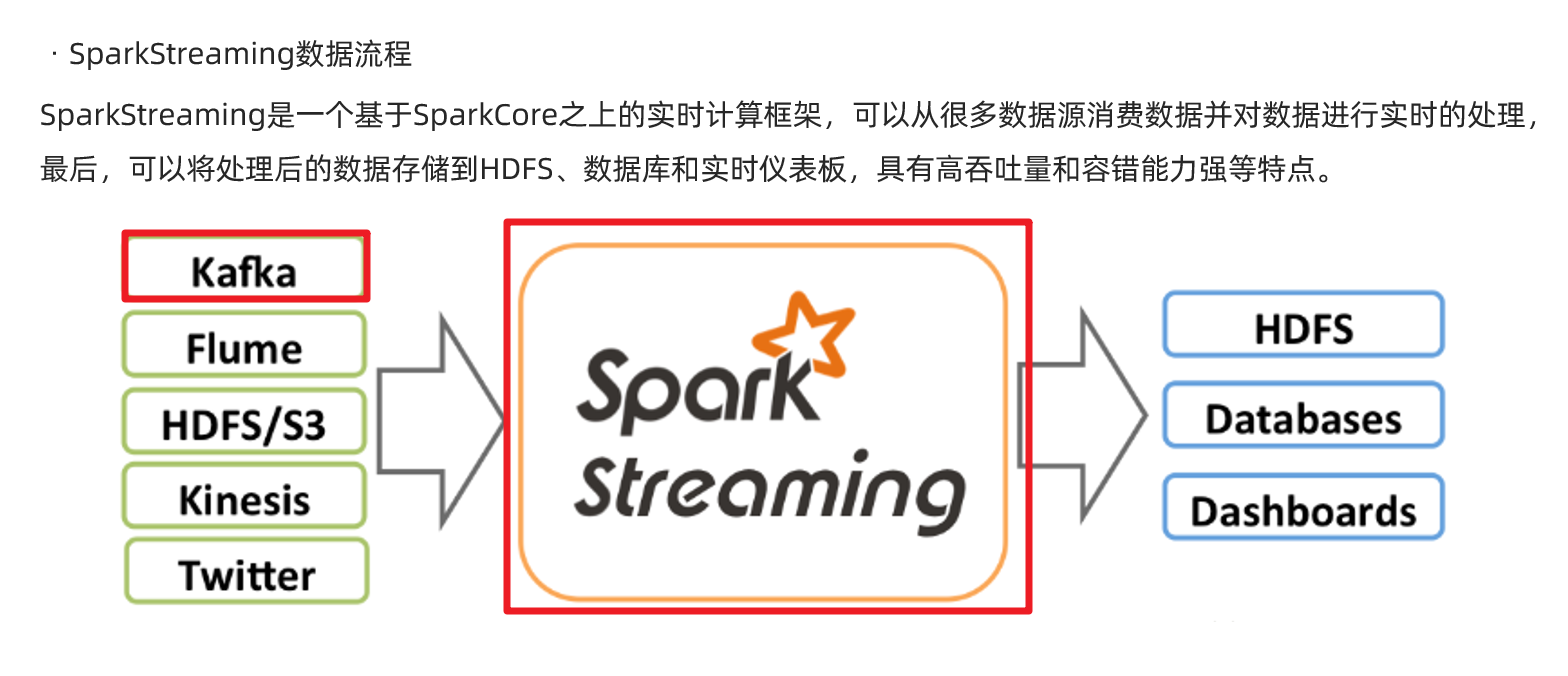 · SparkStreaming数据流程
SparkStreaming是一个基于SparkCore之上的实时计算框架，可以从很多数据源消费数据并对数据进行实时的处理，
最后，可以将处理后的数据存储到HDFS、数据库和实时仪表板，具有高吞吐量和容错能力强等特点。
Kafka
Flume
HDFS/S3
Kinesis
Twitter
Spark
Streaming
HDFS
Databases
Dashboards